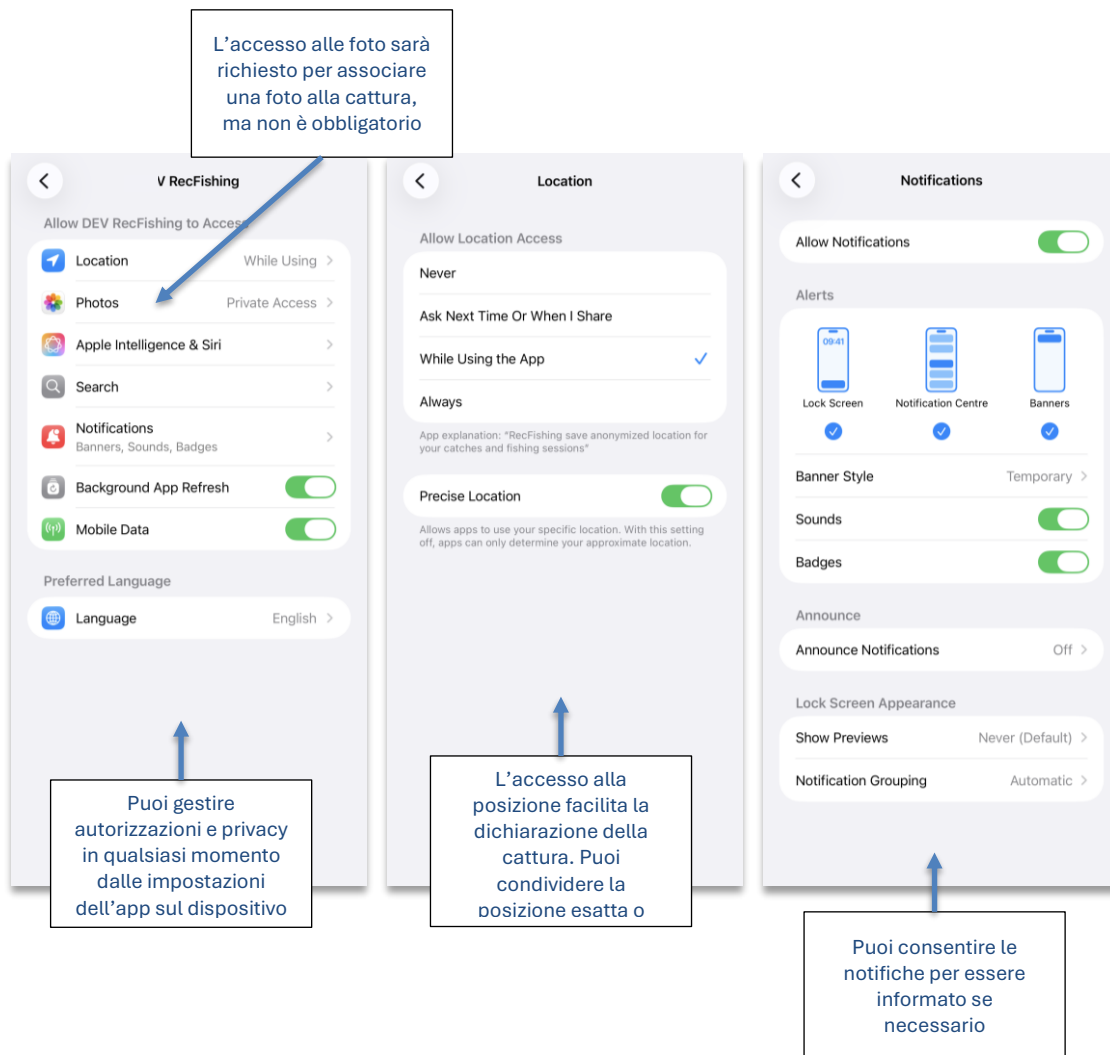 L'accesso alle foto sarà
richiesto per associare
una foto alla cattura,
ma non è obbligatorio
V RecFishing
Allow DEV RecFishing to Access
Location While Using
Photos Private Access
Apple Intelligence & Siri
Search
Notifications
Banners, Sounds, Badges
Background App Refresh
Mobile Data
Preferred Language
Language English
Puoi gestire
autorizzazioni e privacy
in qualsiasi momento
dalle impostazioni
dell'app sul dispositivo
Location
Allow Location Access
Never
Ask Next Time Or When I Share
While Using the App
Always
App explanation: "RecFishing save anonymized location for
your catches and fishing sessions"
Precise Location
Allows apps to use your specific location. With this setting
off, apps can only determine your approximate location.
L'accesso alla
posizione facilita la
dichiarazione della
cattura. Puoi
condividere la
posizione esatta o
Notifications
Allow Notifications
Alerts
09:41
Lock Screen Notification Centre Banners
Banner Style Temporary
Sounds
Badges
Announce
Announce Notifications Off
Lock Screen Appearance
Show Previews Never (Default)
Notification Grouping Automatic
Puoi consentire le
notifiche per essere
informato se
necessario